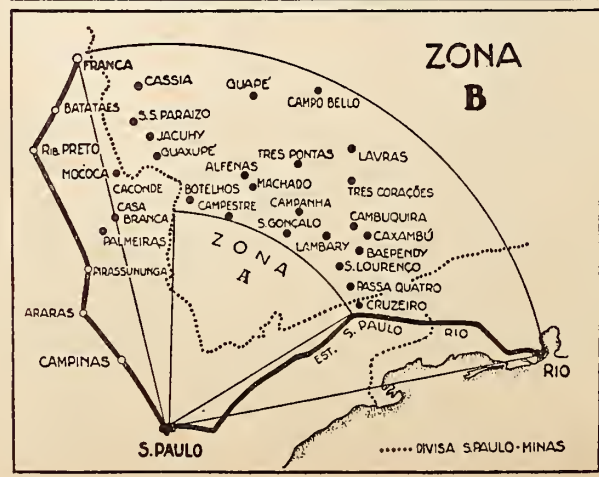 ZONA
B
FRANCA
CASSIA
GUAPÉ
CAMPO BELLO
BATATAES
S.S. PARAIZO
JACUHY
RIB. PRETO
GUAXUPÉ
TRES PONTAS
LAVRAS
MOCOCA
ALFENAS
CACONDE
MACHADO
TRES CORAÇÕES
BOTELHOS
CASA
BRANCA
CAMPESTRE
CAMPANHA
PALMEIRAS
S. GONÇALO
CAMBUQUIRA
CAXAMBÚ
LAMBARY
BAEPENDY
ZONA
A
S. LOURENÇO
PIRASSUNUNGA
PASSA QUATRO
CRUZEIRO
ARARAS
EST. S. PAULO RIO
CAMPINAS
RIO
S. PAULO
DIVISA S. PAULO-MINAS